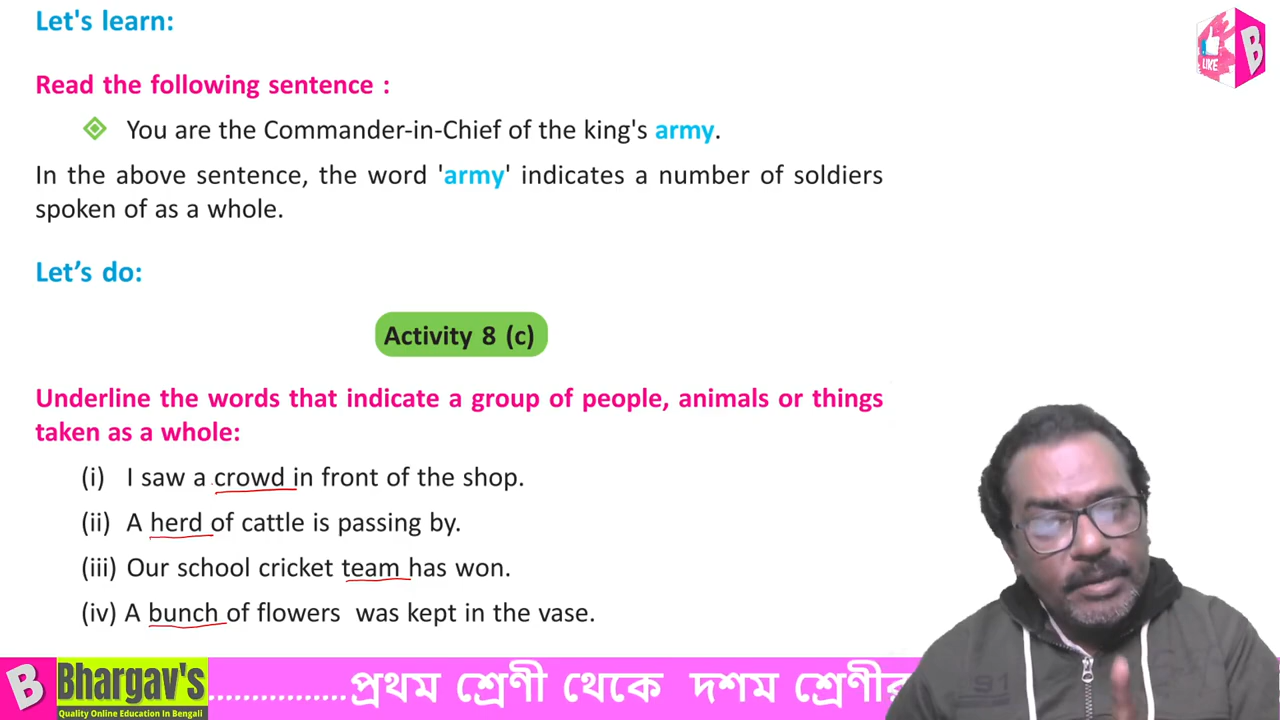 Let's learn:
LIKE
B
Read the following sentence :
You are the Commander-in-Chief of the king's army.
In the above sentence, the word 'army' indicates a number of soldiers
spoken of as a whole.
Let’s do:
Activity 8 (c)
Underline the words that indicate a group of people, animals or things
taken as a whole:
(i) I saw a crowd in front of the shop.
(ii) A herd of cattle is passing by.
(iii) Our school cricket team has won.
(iv) A bunch of flowers was kept in the vase.
91
B Bhargav's ................প্রথম শ্রেণী থেকে দশম শ্রেণীর
Quality Online Education In Bengali